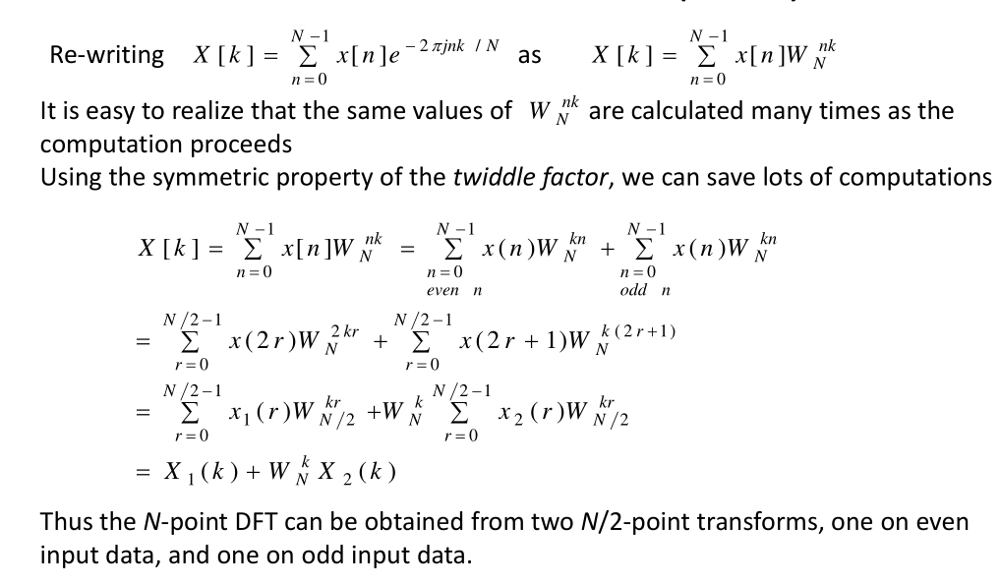 Re-writing X [k] = \sum_{n=0}^{N-1} x[n]e^{-2\pi jnk / N} as X [k] = \sum_{n=0}^{N-1} x[n]W_N^{nk}
It is easy to realize that the same values of W_N^{nk} are calculated many times as the
computation proceeds
Using the symmetric property of the twiddle factor, we can save lots of computations
X [k] = \sum_{n=0}^{N-1} x[n]W_N^{nk} = \sum_{n=0, even n}^{N-1} x(n)W_N^{kn} + \sum_{n=0, odd n}^{N-1} x(n)W_N^{kn}
= \sum_{r=0}^{N/2-1} x(2r)W_N^{2kr} + \sum_{r=0}^{N/2-1} x(2r+1)W_N^{k(2r+1)}
= \sum_{r=0}^{N/2-1} x_1(r)W_{N/2}^{kr} + W_N^k \sum_{r=0}^{N/2-1} x_2(r)W_{N/2}^{kr}
= X_1(k) + W_N^k X_2(k)
Thus the N-point DFT can be obtained from two N/2-point transforms, one on even
input data, and one on odd input data.